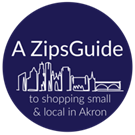 A ZipsGuide
to shopping small
& local in Akron